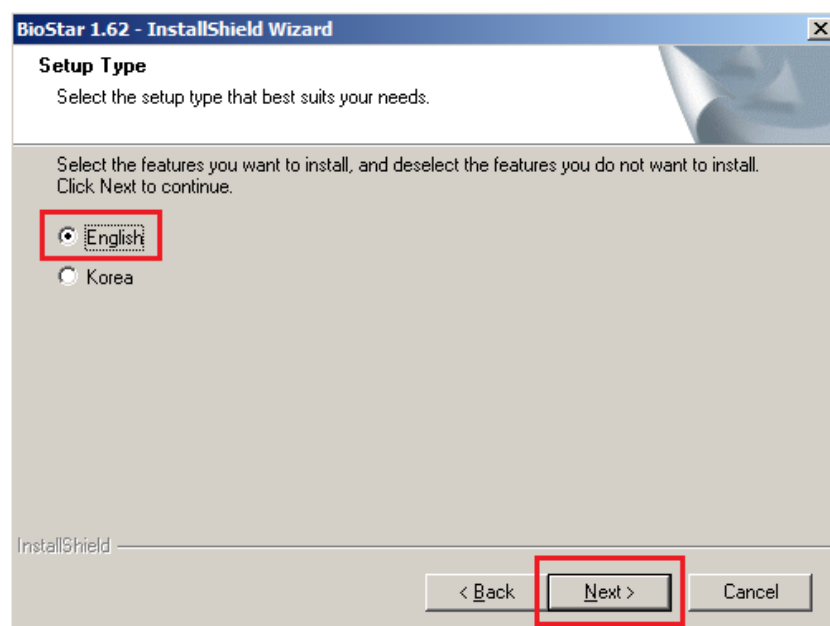 BioStar 1.62 - InstallShield Wizard
Setup Type
Select the setup type that best suits your needs.
Select the features you want to install, and deselect the features you do not want to install.
Click Next to continue.
English
Korea
InstallShield
< Back Next > Cancel